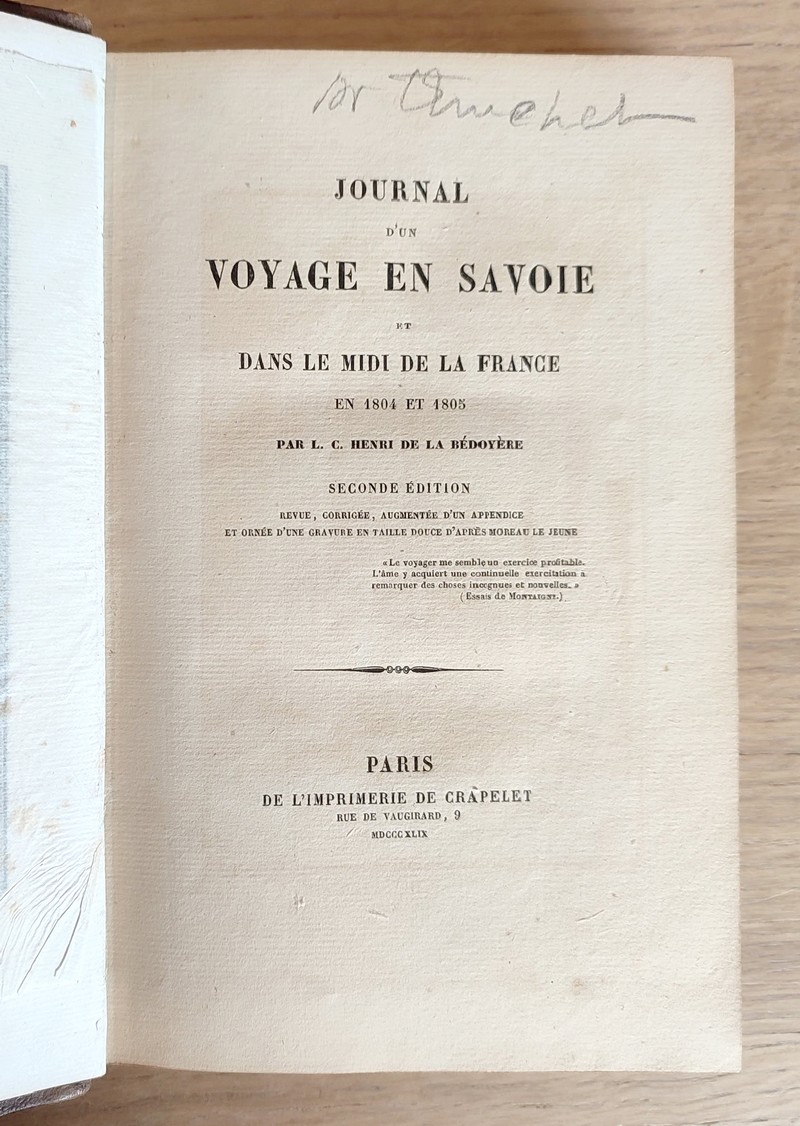 JOURNAL
D'UN
VOYAGE EN SAVOIE
ET
DANS LE MIDI DE LA FRANCE
EN 1804 ET 1805
PAR L. C. HENRI DE LA BÉDOYÈRE
SECONDE ÉDITION
REVUE, CORRIGÉE, AUGMENTÉE D'UN APPENDICE
ET ORNÉE D'UNE GRAVURE EN TAILLE DOUCE D'APRÈS MOREAU LE JEUNE
«Le voyager me semble un exercice profitable.
L'âme y acquiert une continuelle exercitation à
remarquer des choses incognues et nouvelles. »
(Essais de MONTAIGNE.)
PARIS
DE L'IMPRIMERIE DE CRAPELET
RUE DE VAUGIRARD, 9
MDCCCXLIX